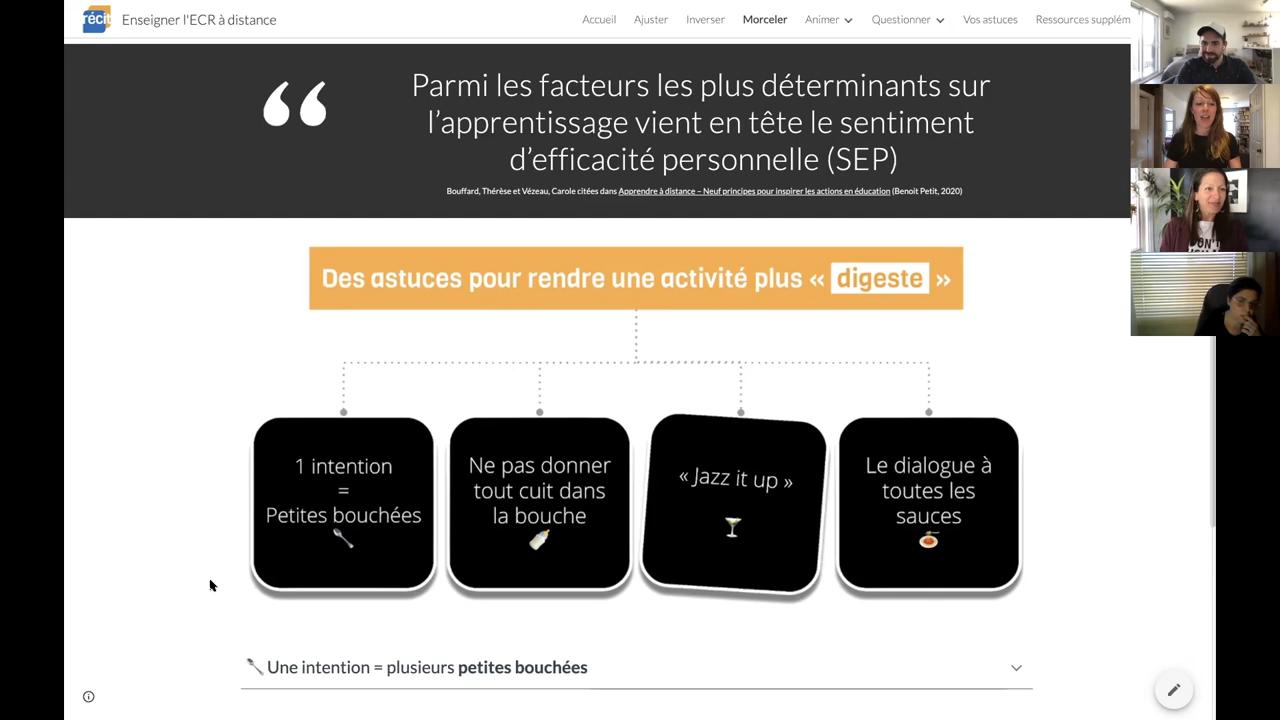 récit
Enseigner l'ECR à distance
Accueil
Ajuster
Inverser
Morceler
Animer
Questionner
Vos astuces
Ressources supplém
Parmi les facteurs les plus déterminants sur
l’apprentissage vient en tête le sentiment
d’efficacité personnelle (SEP)
Bouffard, Thérèse et Vézeau, Carole citées dans Apprendre à distance – Neuf principes pour inspirer les actions en éducation (Benoit Petit, 2020)
Des astuces pour rendre une activité plus « digeste »
1 intention
=
Petites bouchées
Ne pas donner
tout cuit dans
la bouche
« Jazz it up »
Le dialogue à
toutes les
sauces
Une intention = plusieurs petites bouchées